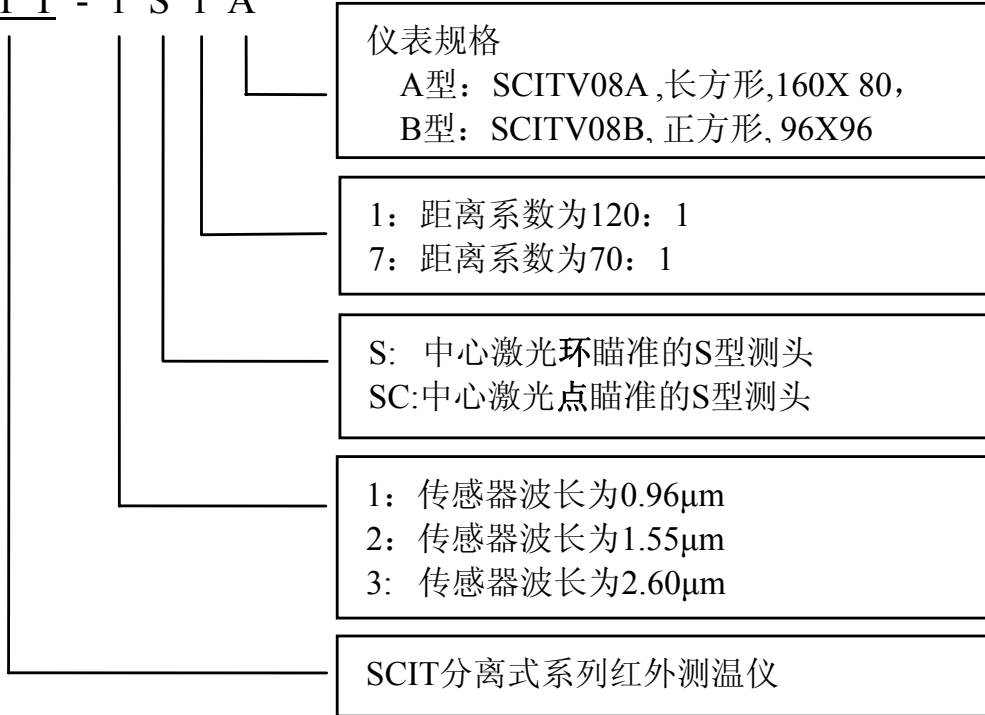 - 1 S 1 A
仪表规格
A型：SCITV08A ,长方形,160X 80，
B型：SCITV08B, 正方形, 96X96
1：距离系数为120：1
7：距离系数为70：1
S: 中心激光环瞄准的S型测头
SC:中心激光点瞄准的S型测头
1：传感器波长为0.96μm
2：传感器波长为1.55μm
3: 传感器波长为2.60μm
SCIT分离式系列红外测温仪